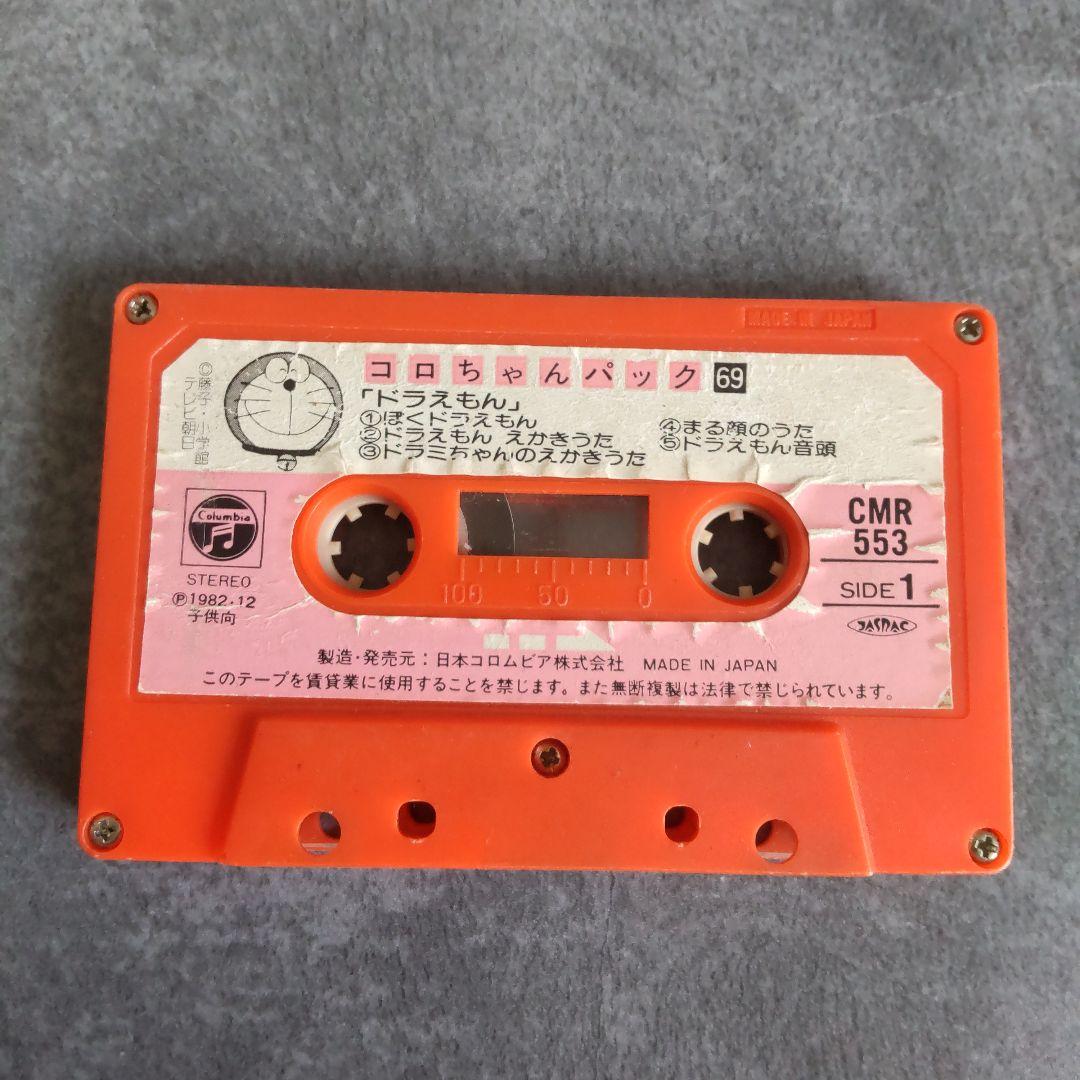 MADE IN JAPAN
コロちゃんパック 69
「ドラえもん」
①ぼくドラえもん
②ドラえもん えかきうた
③ドラミちゃんのえかきうた
④まる顔のうた
⑤ドラえもん音頭
©藤子・小学館
テレビ朝日
Columbia
STEREO
℗1982・12
子供向
100 50 0
CMR
553
SIDE 1
JASRAC
製造・発売元：日本コロムビア株式会社 MADE IN JAPAN
このテープを賃貸業に使用することを禁じます。また無断複製は法律で禁じられています。